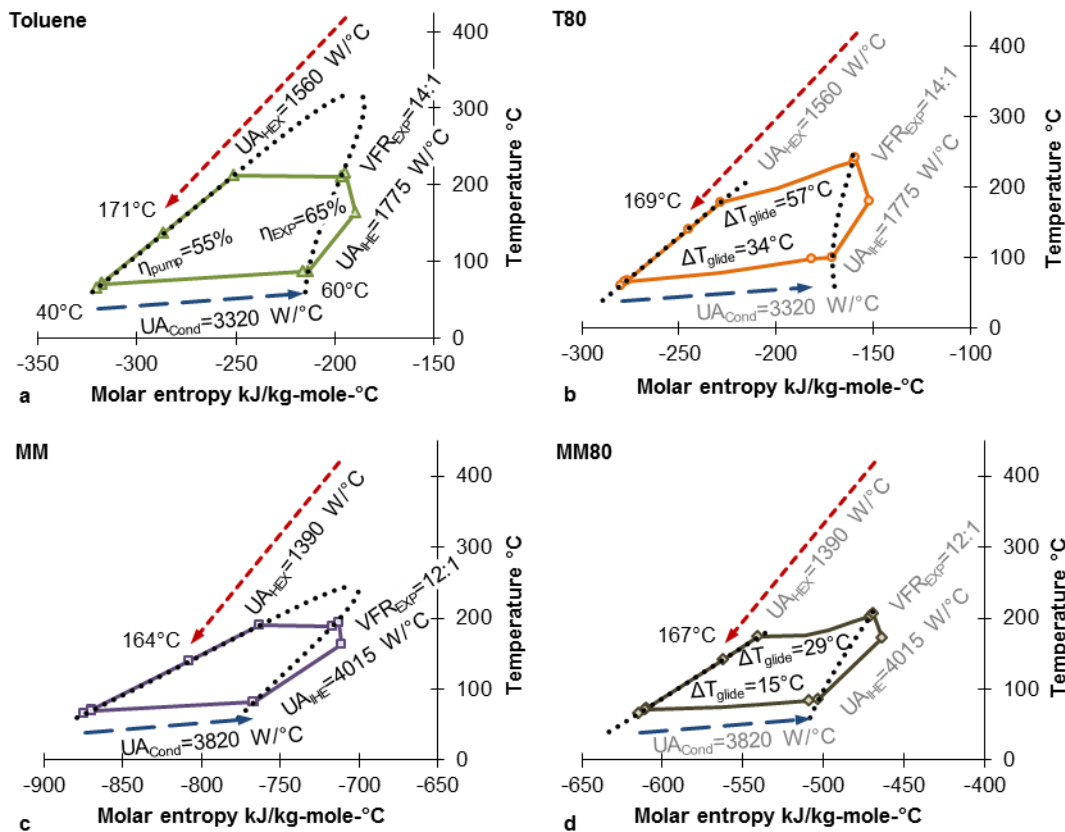 Toluene
400
300
200
100
0
UA_HEX=1560 W/°C
VFR_EXP=14:1
UA_IHE=1775 W/°C
171°C
η_EXP=65%
η_pump=55%
60°C
40°C
UA_Cond=3320 W/°C
Temperature °C
-350 -300 -250 -200 -150
a Molar entropy kJ/kg-mole-°C
T80
400
300
200
100
0
UA_HEX=1560 W/°C
VFR_EXP=14:1
UA_IHE=1775 W/°C
169°C
ΔT_glide=57°C
ΔT_glide=34°C
UA_Cond=3320 W/°C
Temperature °C
-300 -250 -200 -150 -100
b Molar entropy kJ/kg-mole-°C
MM
400
300
200
100
0
UA_HEX=1390 W/°C
VFR_EXP=12:1
UA_IHE=4015 W/°C
164°C
UA_Cond=3820 W/°C
Temperature °C
-900 -850 -800 -750 -700 -650
c Molar entropy kJ/kg-mole-°C
MM80
400
300
200
100
0
UA_HEX=1390 W/°C
VFR_EXP=12:1
UA_IHE=4015 W/°C
167°C
ΔT_glide=29°C
ΔT_glide=15°C
UA_Cond=3820 W/°C
Temperature °C
-650 -600 -550 -500 -450 -400
d Molar entropy kJ/kg-mole-°C